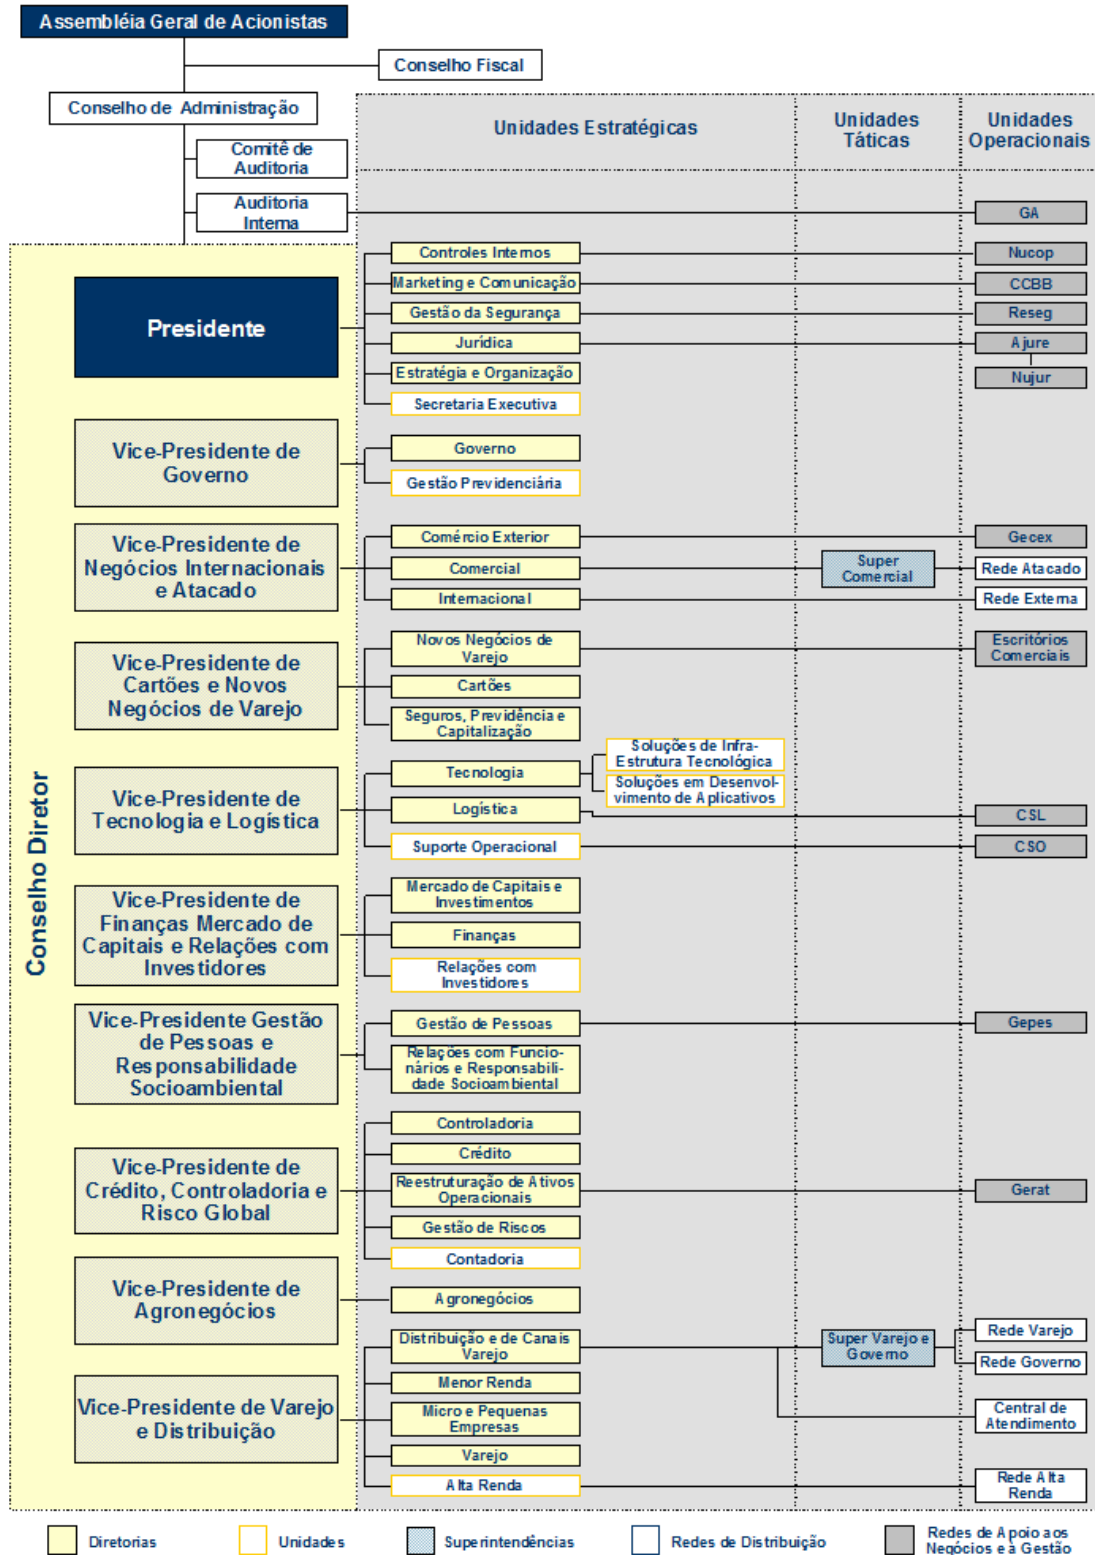 Assembléia Geral de Acionistas
Conselho Fiscal
Conselho de Administração
Comitê de
Auditoria
Auditoria
Interna
Unidades Estratégicas
Unidades
Táticas
Unidades
Operacionais
GA
Conselho Diretor
Presidente
Controles Internos
Nucop
Marketing e Comunicação
CCBB
Gestão da Segurança
Reseg
Jurídica
Ajure
Estratégia e Organização
Nujur
Secretaria Executiva
Vice-Presidente de
Governo
Governo
Gestão Previdenciária
Vice-Presidente de
Negócios Internacionais
e Atacado
Comércio Exterior
Gecex
Comercial
Super
Comercial
Rede Atacado
Internacional
Rede Externa
Vice-Presidente de
Cartões e Novos
Negócios de Varejo
Novos Negócios de
Varejo
Escritórios
Comerciais
Cartões
Seguros, Previdência e
Capitalização
Vice-Presidente de
Tecnologia e Logística
Tecnologia
Soluções de Infra-
Estrutura Tecnológica
Soluções em Desenvol-
vimento de Aplicativos
Logística
CSL
Suporte Operacional
CSO
Vice-Presidente de
Finanças Mercado de
Capitais e Relações com
Investidores
Mercado de Capitais e
Investimentos
Finanças
Relações com
Investidores
Vice-Presidente Gestão
de Pessoas e
Responsabilidade
Socioambiental
Gestão de Pessoas
Gepes
Relações com Funcio-
nários e Responsabili-
dade Socioambiental
Vice-Presidente de
Crédito, Controladoria e
Risco Global
Controladoria
Crédito
Reestruturação de Ativos
Operacionais
Gerat
Gestão de Riscos
Contadoria
Vice-Presidente de
Agronegócios
Agronegócios
Vice-Presidente de Varejo
e Distribuição
Distribuição e de Canais
Varejo
Super Varejo e
Governo
Rede Varejo
Rede Governo
Menor Renda
Micro e Pequenas
Empresas
Central de
Atendimento
Varejo
Alta Renda
Rede Alta
Renda
Diretorias
Unidades
Superintendências
Redes de Distribuição
Redes de Apoio aos
Negócios e à Gestão